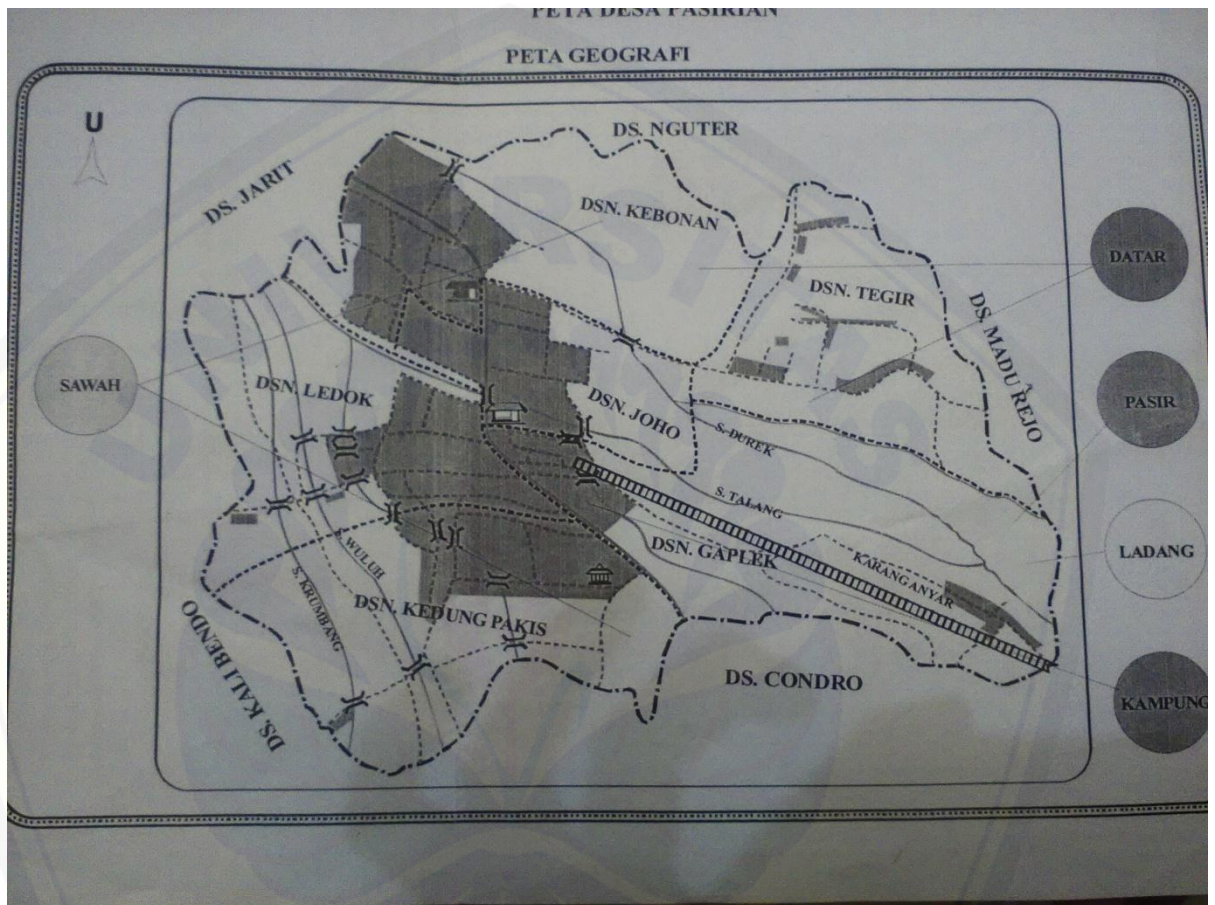 PETA DESA PASIRIAN
PETA GEOGRAFI
U
DS. NGUTER
DS. JARIT
DSN. KEBONAN
DATAR
DSN. TEGIR
DS. MADU REJO
SAWAH
DSN. LEDOK
DSN. JOHO
PASIR
S. DUREK
S. TALANG
S. WULUH
DSN. GAPLEK
KARANG ANYAR
LADANG
S. KRUMBANG
DSN. KEDUNG PAKIS
DS. KALI BENDO
DS. CONDRO
KAMPUNG